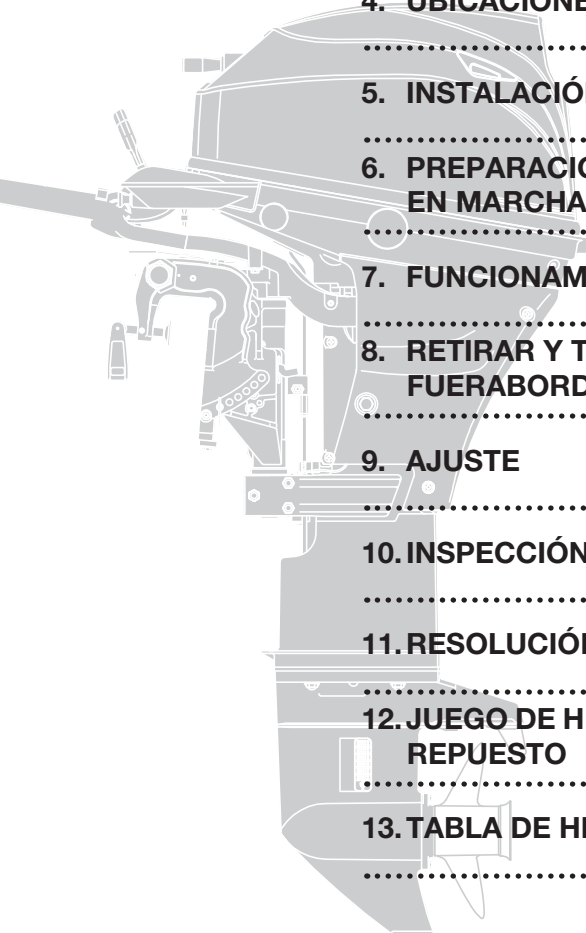 4. UBICACIONE
5. INSTALACIÓN
6. PREPARACIO
EN MARCHA
7. FUNCIONAM
8. RETIRAR Y T
FUERABORD
9. AJUSTE
10. INSPECCIÓN
11. RESOLUCIÓN
12. JUEGO DE H
REPUESTO
13. TABLA DE